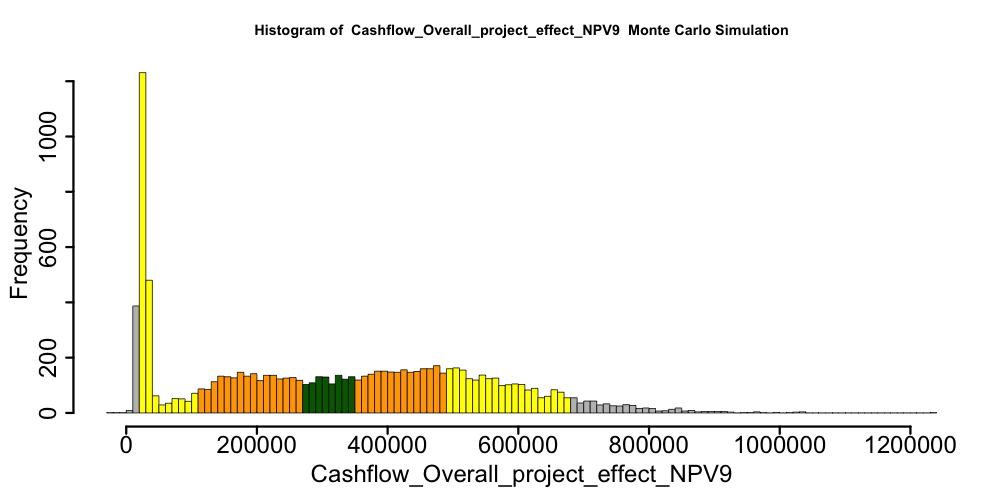 Histogram of  Cashflow_Overall_project_effect_NPV9  Monte Carlo Simulation
1000
600
200
0
Frequency
0 200000 400000 600000 800000 1000000 1200000
Cashflow_Overall_project_effect_NPV9